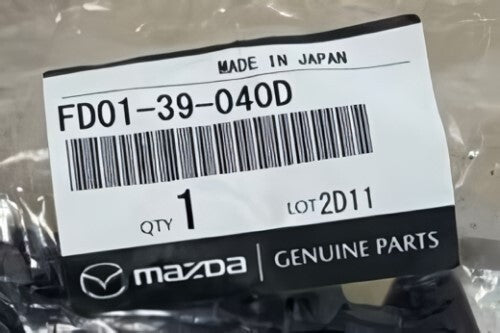 MADE IN JAPAN
FD01-39-040D
QTY 1 LOT 2D11
mazda GENUINE PARTS